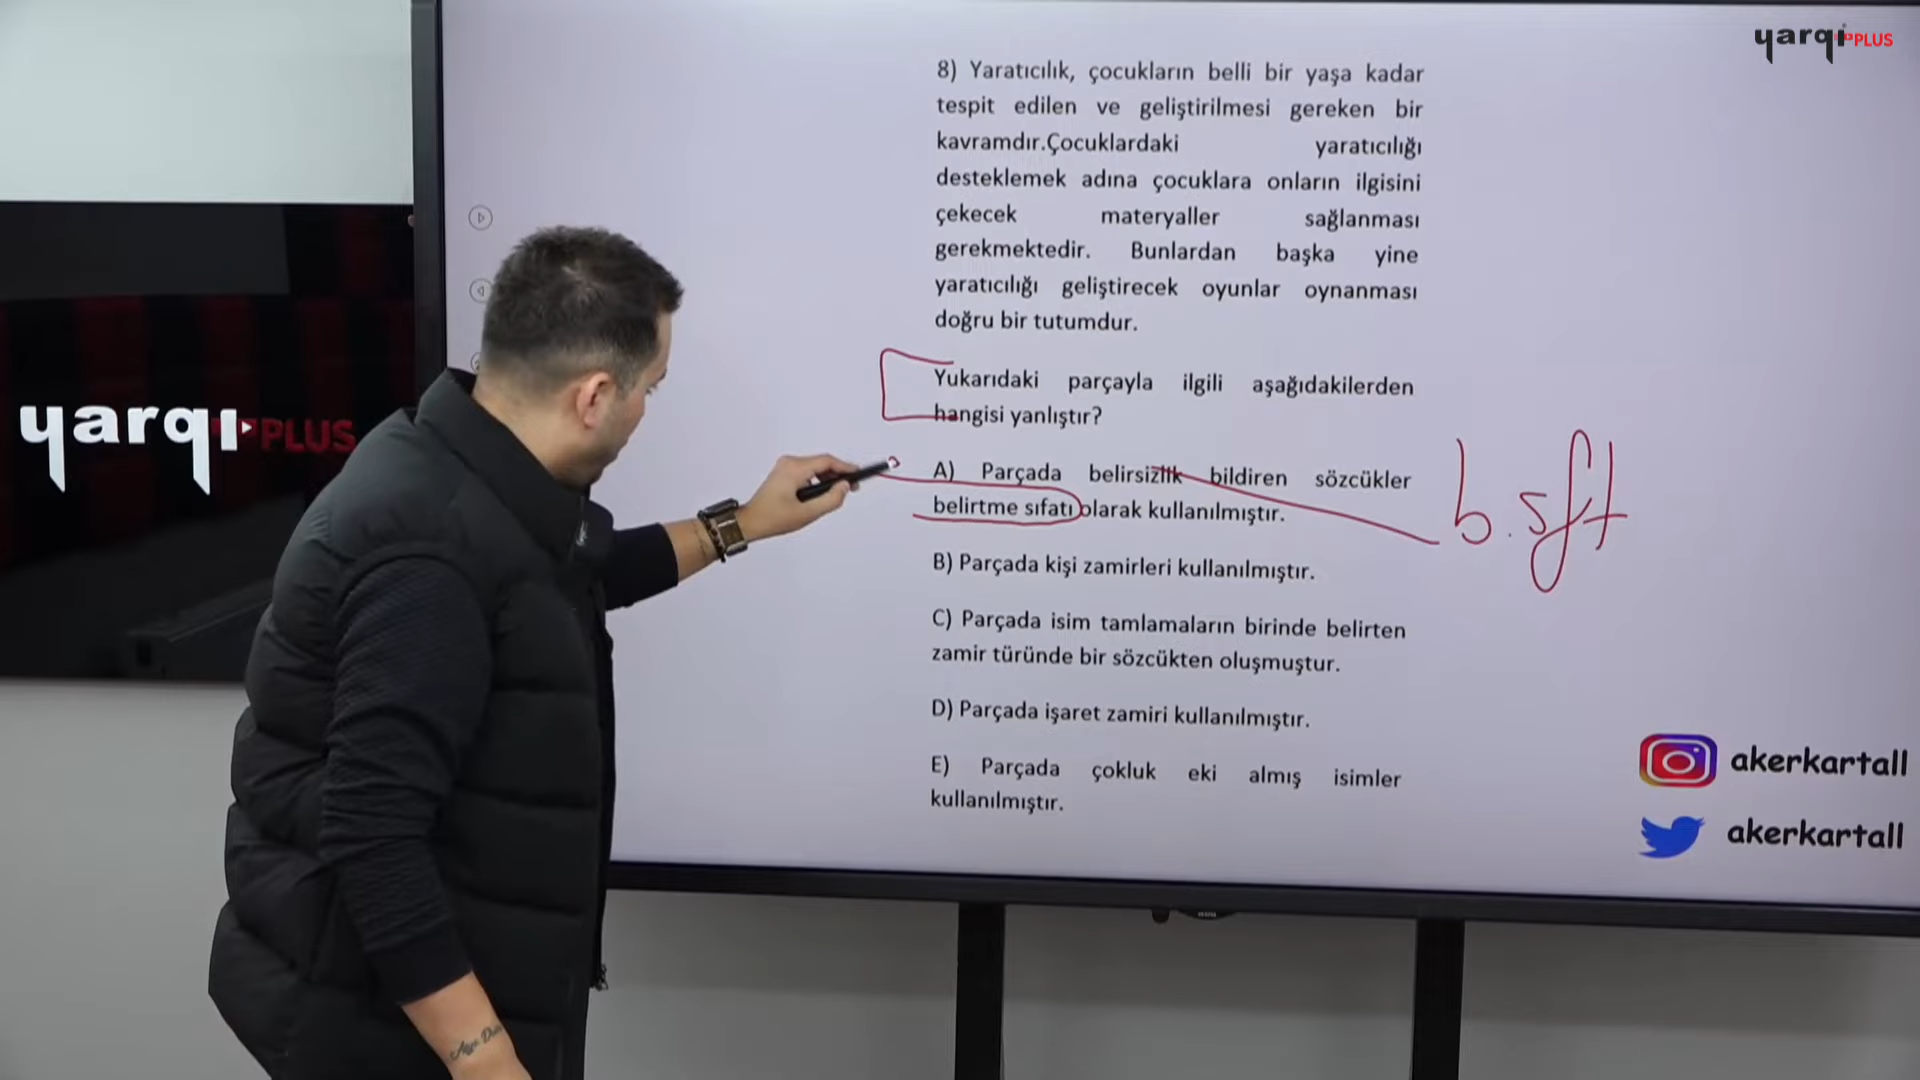 yarqı PLUS
8) Yaratıcılık, çocukların belli bir yaşa kadar
tespit edilen ve geliştirilmesi gereken bir
kavramdır.Çocuklardaki yaratıcılığı
desteklemek adına çocuklara onların ilgisini
çekecek materyaller sağlanması
gerekmektedir. Bunlardan başka yine
yaratıcılığı geliştirecek oyunlar oynanması
doğru bir tutumdur.
Yukarıdaki parçayla ilgili aşağıdakilerden
hangisi yanlıştır?
A) Parçada belirsizlik bildiren sözcükler
belirtme sıfatı olarak kullanılmıştır.
b.sft
B) Parçada kişi zamirleri kullanılmıştır.
C) Parçada isim tamlamaların birinde belirten
zamir türünde bir sözcükten oluşmuştur.
D) Parçada işaret zamiri kullanılmıştır.
E) Parçada çokluk eki almış isimler
kullanılmıştır.
yarqı PLUS
akerkartall
akerkartall